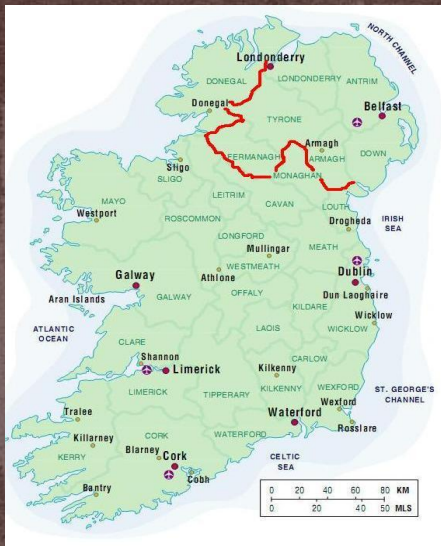 NORTH CHANNEL
Londonderry
DONEGAL
LONDONDERRY
ANTRIM
Donegal
Belfast
TYRONE
Armagh
FERMANAGH
ARMAGH
DOWN
Sligo
SLIGO
MONAGHAN
LEITRIM
CAVAN
LOUTH
MAYO
Westport
ROSCOMMON
Drogheda
IRISH
SEA
LONGFORD
MEATH
Mullingar
WESTMEATH
Athlone
Galway
Dublin
OFFALY
Dun Laoghaire
Aran Islands
GALWAY
KILDARE
Wicklow
ATLANTIC
OCEAN
LAOIS
WICKLOW
CLARE
Shannon
CARLOW
Limerick
Kilkenny
LIMERICK
TIPPERARY
KILKENNY
WEXFORD
ST. GEORGE'S
CHANNEL
Wexford
Tralee
Waterford
Rosslare
Killarney
CORK
WATERFORD
Blarney
KERRY
Cork
CELTIC
SEA
Cobh
Bantry
0 20 40 60 80 KM
0 10 20 30 40 50 MLS